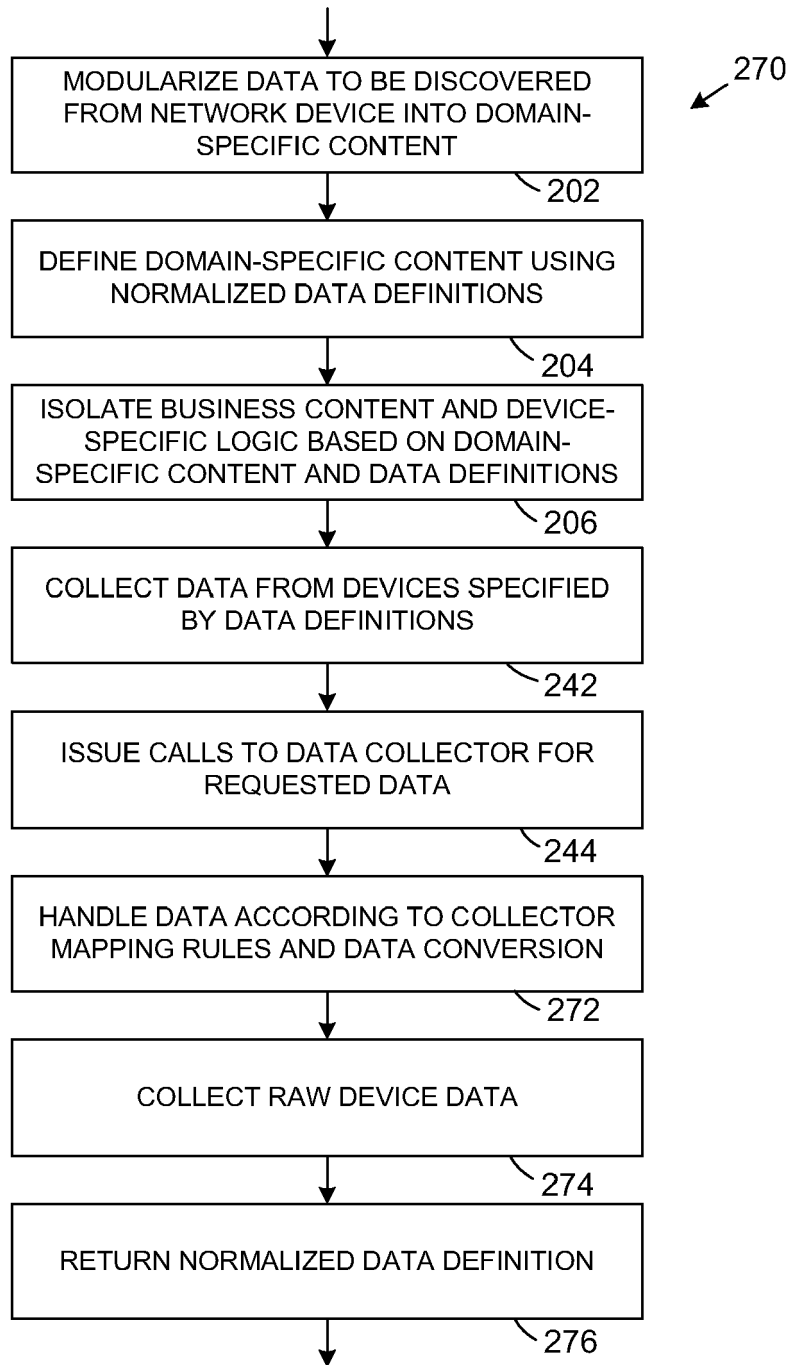 MODULARIZE DATA TO BE DISCOVERED
FROM NETWORK DEVICE INTO DOMAIN-
SPECIFIC CONTENT
270
202
DEFINE DOMAIN-SPECIFIC CONTENT USING
NORMALIZED DATA DEFINITIONS
204
ISOLATE BUSINESS CONTENT AND DEVICE-
SPECIFIC LOGIC BASED ON DOMAIN-
SPECIFIC CONTENT AND DATA DEFINITIONS
206
COLLECT DATA FROM DEVICES SPECIFIED
BY DATA DEFINITIONS
242
ISSUE CALLS TO DATA COLLECTOR FOR
REQUESTED DATA
244
HANDLE DATA ACCORDING TO COLLECTOR
MAPPING RULES AND DATA CONVERSION
272
COLLECT RAW DEVICE DATA
274
RETURN NORMALIZED DATA DEFINITION
276